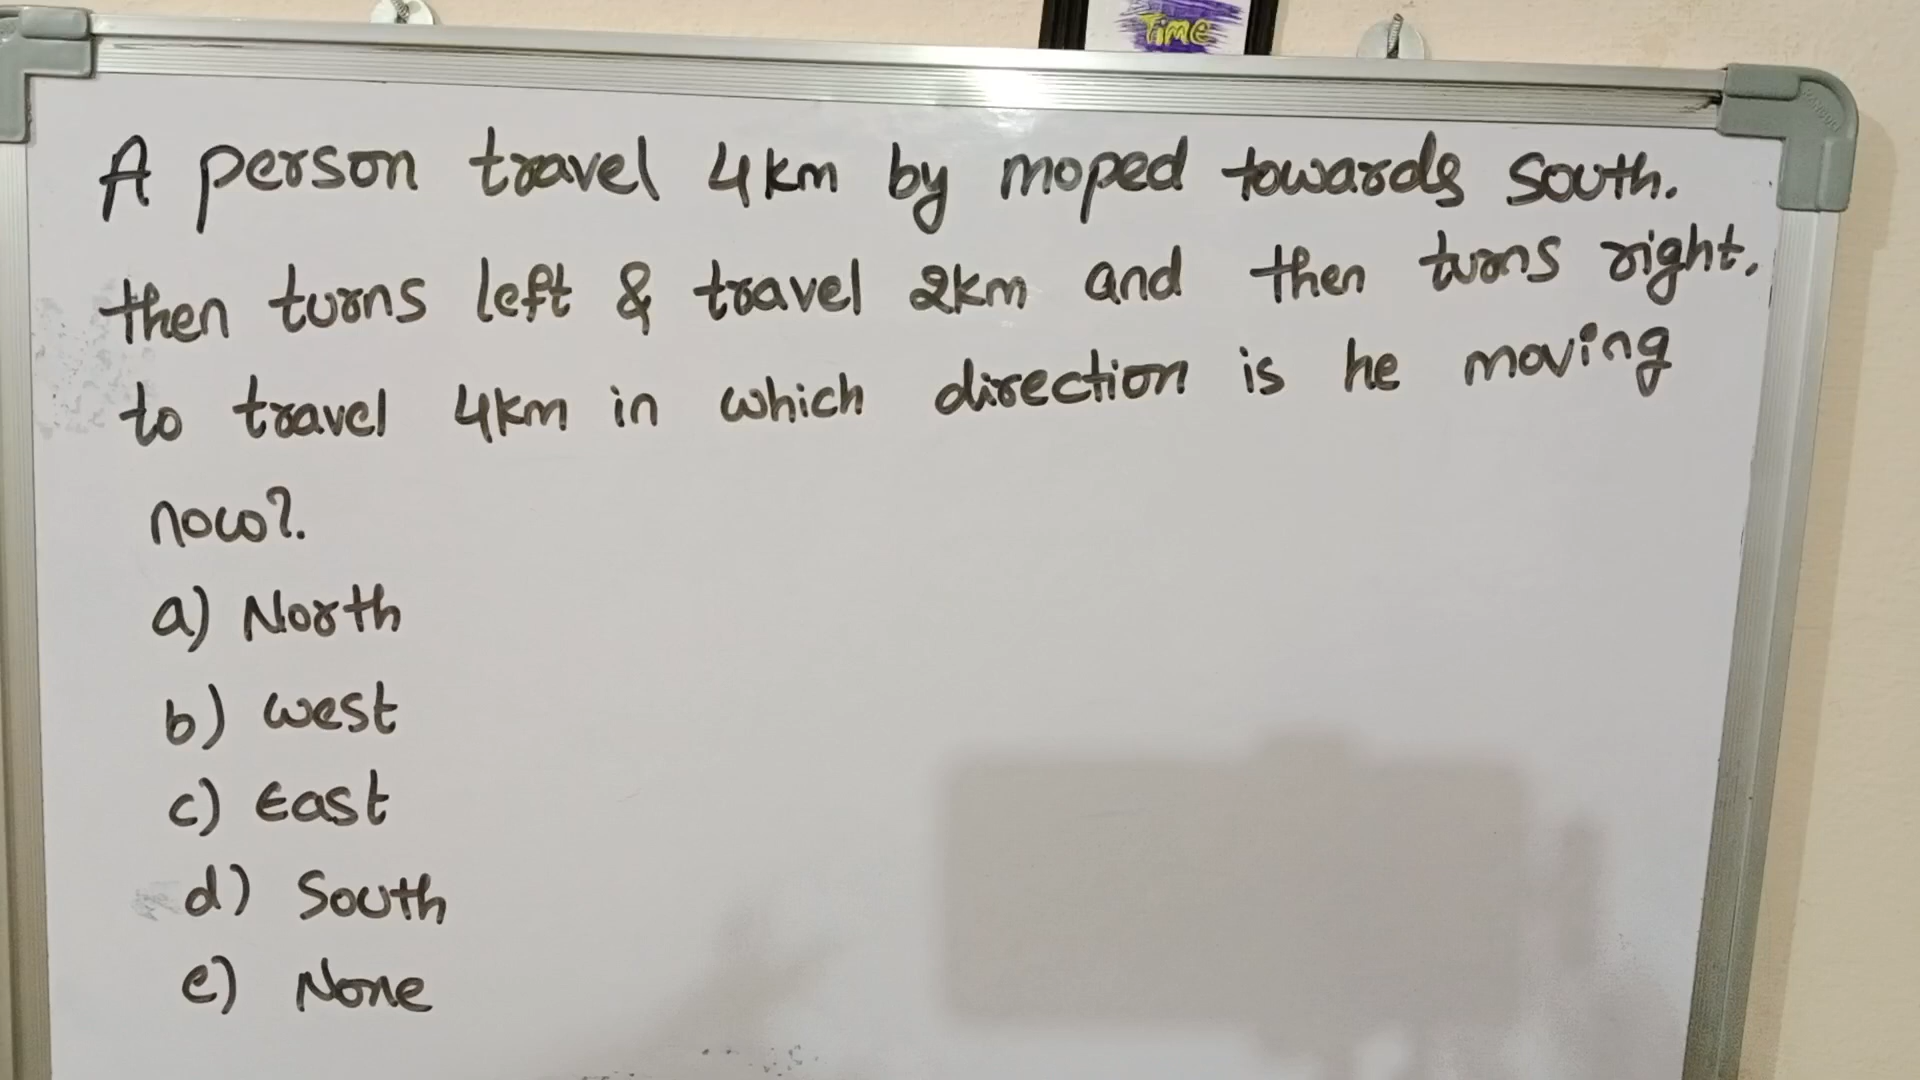 Time
A person travel 4km by moped towards South.
then turns left & travel 2km and then turns right.
to travel 4km in which direction is he moving
now?.
a) North
b) west
c) East
d) South
e) None